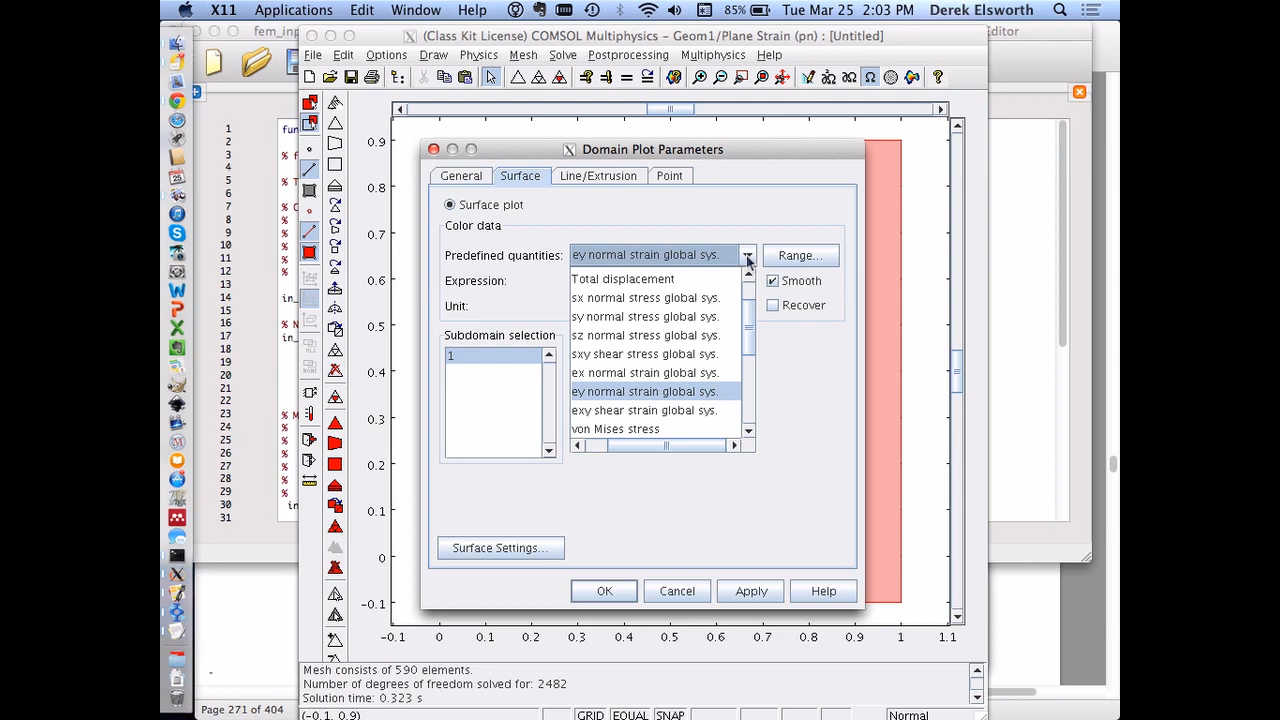 X11 Applications Edit Window Help 85% Tue Mar 25 2:03 PM Derek Elsworth
(Class Kit License) COMSOL Multiphysics - Geom1/Plane Strain (pn) : [Untitled]
File Edit Options Draw Physics Mesh Solve Postprocessing Multiphysics Help
Domain Plot Parameters
General Surface Line/Extrusion Point
Surface plot
Color data
Predefined quantities: ey normal strain global sys. Range...
Expression:
Unit:
Smooth
Recover
Total displacement
normal stress global sys.
sy normal stress global sys.
sz normal stress global sys.
sxy shear stress global sys.
ex normal strain global sys.
ey normal strain global sys.
exy shear strain global sys.
von Mises stress
Subdomain selection
1
Surface Settings...
OK Cancel Apply Help
0.9
0.8
0.7
0.6
0.5
0.4
0.3
0.2
0.1
0
-0.1
-0.1 0 0.1 0.2 0.3 0.4 0.5 0.6 0.7 0.8 0.9 1 1.1
Mesh consists of 590 elements.
Number of degrees of freedom solved for: 2482
Solution time: 0.323 s
(-0.1, 0.9) GRID EQUAL SNAP Normal
fem_inp
Editor
1
2
3
4
5
6
7
8
9
10
11
12
13
14
15
16
17
18
19
20
21
22
23
24
25
26
27
28
29
30
31
Page 271 of 404